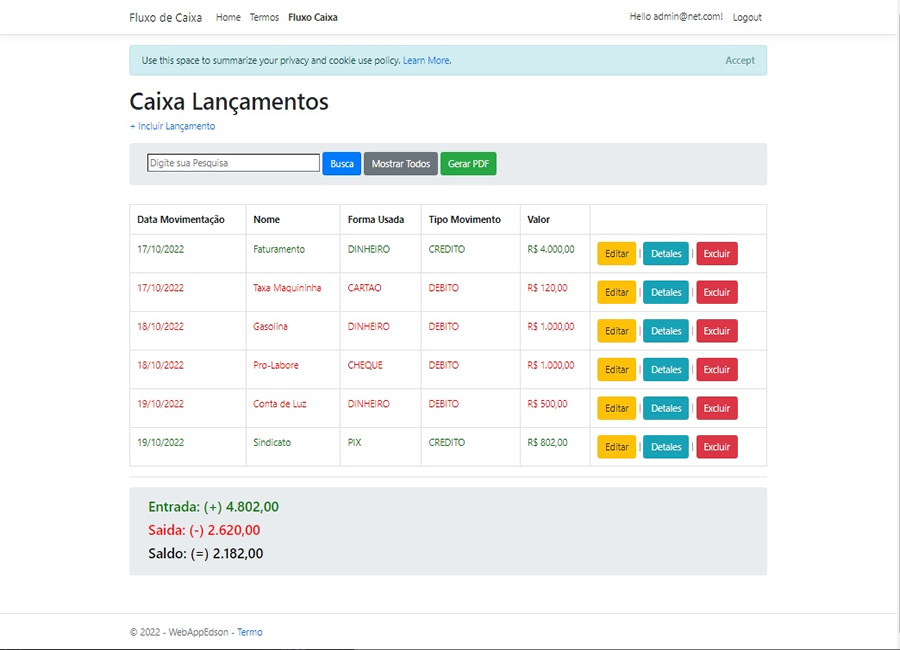 Fluxo de Caixa Home Termos Fluxo Caixa Hello admin@net.com! Logout
Use this space to summarize your privacy and cookie use policy. Learn More. Accept
Caixa Lançamentos
+ Incluir Lançamento
Digite sua Pesquisa Busca Mostrar Todos Gerar PDF
Data Movimentação Nome Forma Usada Tipo Movimento Valor
17/10/2022 Faturamento DINHEIRO CREDITO R$ 4.000,00 Editar | Detales | Excluir
17/10/2022 Taxa Maquininha CARTAO DEBITO R$ 120,00 Editar | Detales | Excluir
18/10/2022 Gasolina DINHEIRO DEBITO R$ 1.000,00 Editar | Detales | Excluir
18/10/2022 Pro-Labore CHEQUE DEBITO R$ 1.000,00 Editar | Detales | Excluir
19/10/2022 Conta de Luz DINHEIRO DEBITO R$ 500,00 Editar | Detales | Excluir
19/10/2022 Sindicato PIX CREDITO R$ 802,00 Editar | Detales | Excluir
Entrada: (+) 4.802,00
Saida: (-) 2.620,00
Saldo: (=) 2.182,00
© 2022 - WebAppEdson - Termo